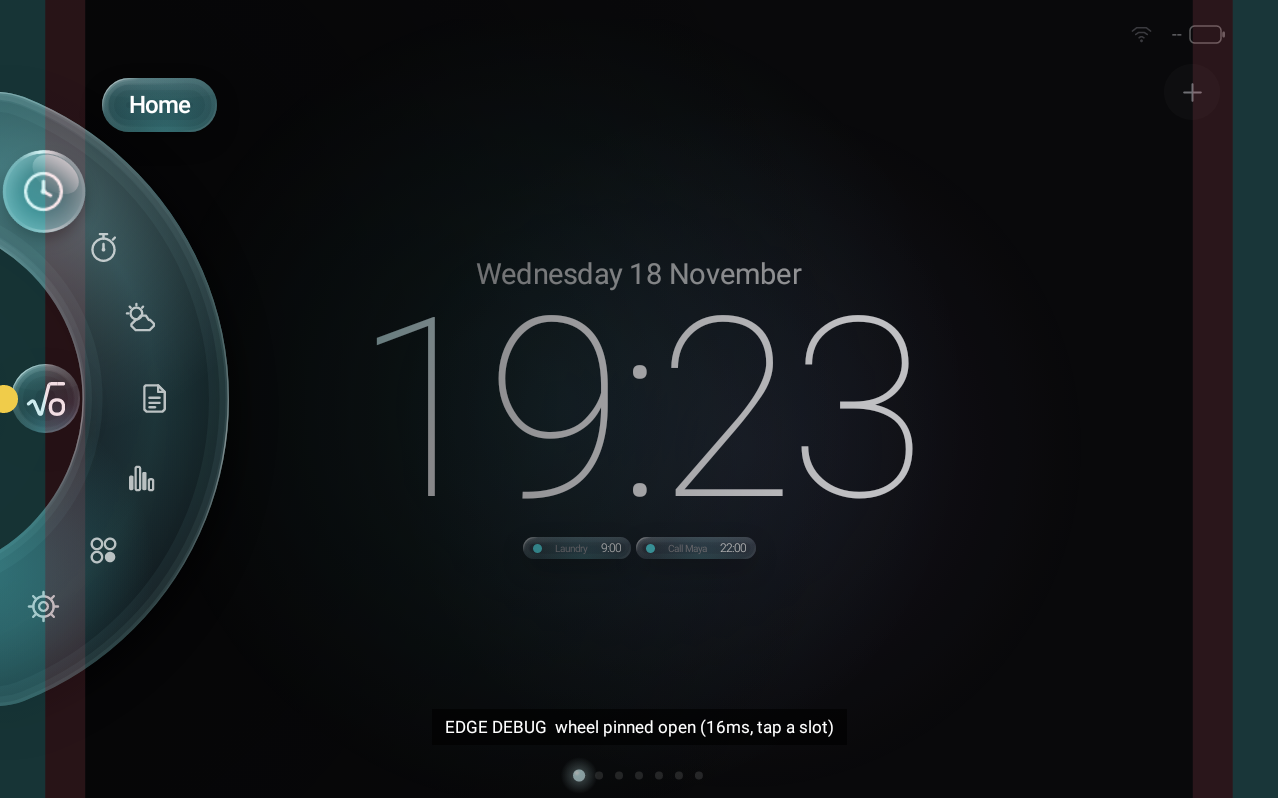 --
Home
+
Wednesday 18 November
19:23
Laundry 9:00 Call Maya 22:00
EDGE DEBUG wheel pinned open (16ms, tap a slot)